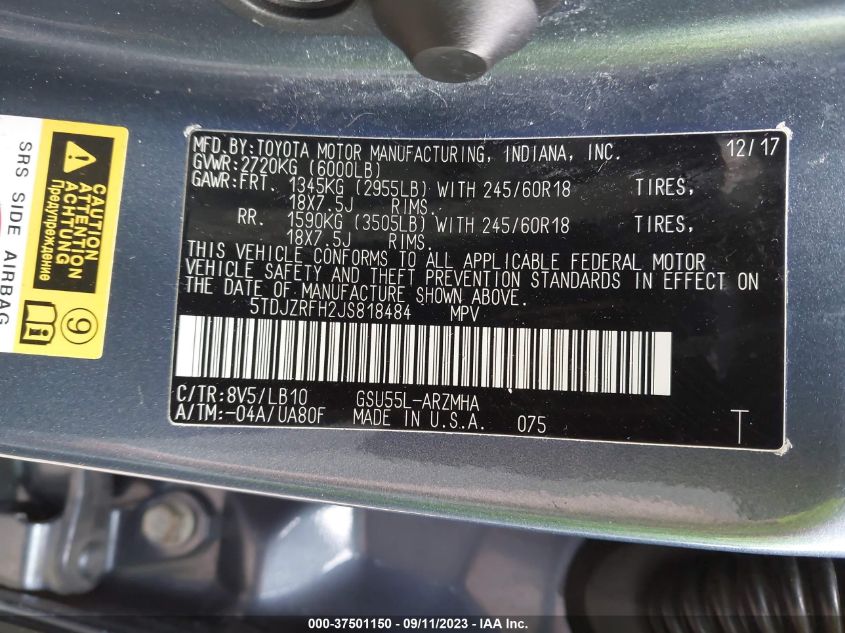 SRS SIDE AIRBAG
CAUTION
ATTENTION
ACHTUNG
Предупреждение
9
MFD.BY:TOYOTA MOTOR MANUFACTURING, INDIANA, INC. 12/17
GVWR:2720KG (6000LB)
GAWR:FRT. 1345KG (2955LB) WITH 245/60R18 TIRES,
18X7.5J RIMS.
RR. 1590KG (3505LB) WITH 245/60R18 TIRES,
18X7.5J RIMS.
THIS VEHICLE CONFORMS TO ALL APPLICABLE FEDERAL MOTOR
VEHICLE SAFETY AND THEFT PREVENTION STANDARDS IN EFFECT ON
THE DATE OF MANUFACTURE SHOWN ABOVE.
5TDJZRFH2JS818484 MPV
C/TR:8V5/LB10 GSU55L-ARZMHA
A/TM:-04A/UA80F MADE IN U.S.A. 075 T
000-37501150 - 09/11/2023 - IAA Inc.